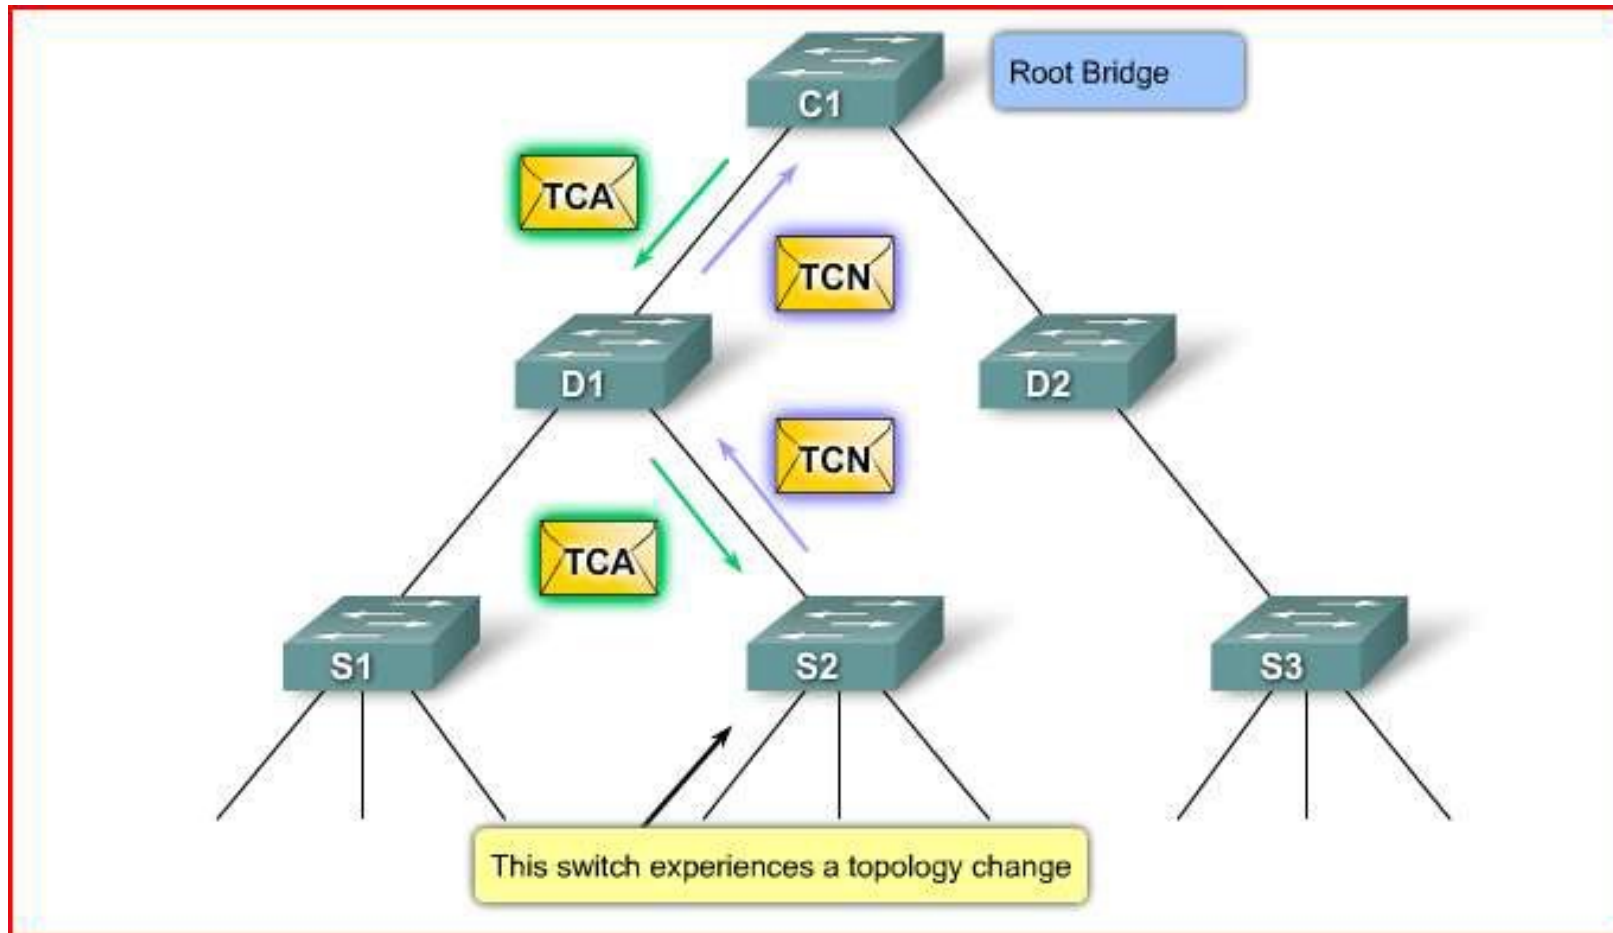 C1
Root Bridge
TCA
TCN
D1
D2
TCN
TCA
S1
S2
S3
This switch experiences a topology change